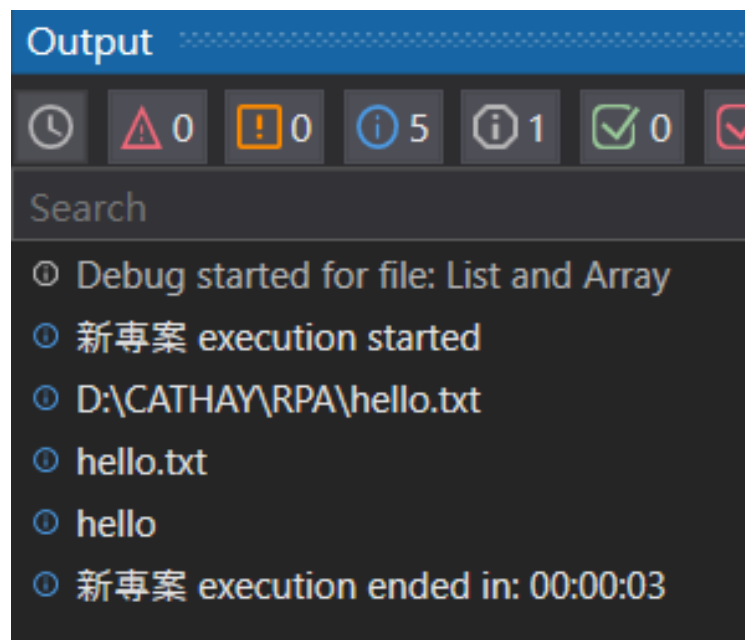 Output
0 0 5 1 0
Search
Debug started for file: List and Array
新專案 execution started
D:\CATHAY\RPA\hello.txt
hello.txt
hello
新專案 execution ended in: 00:00:03